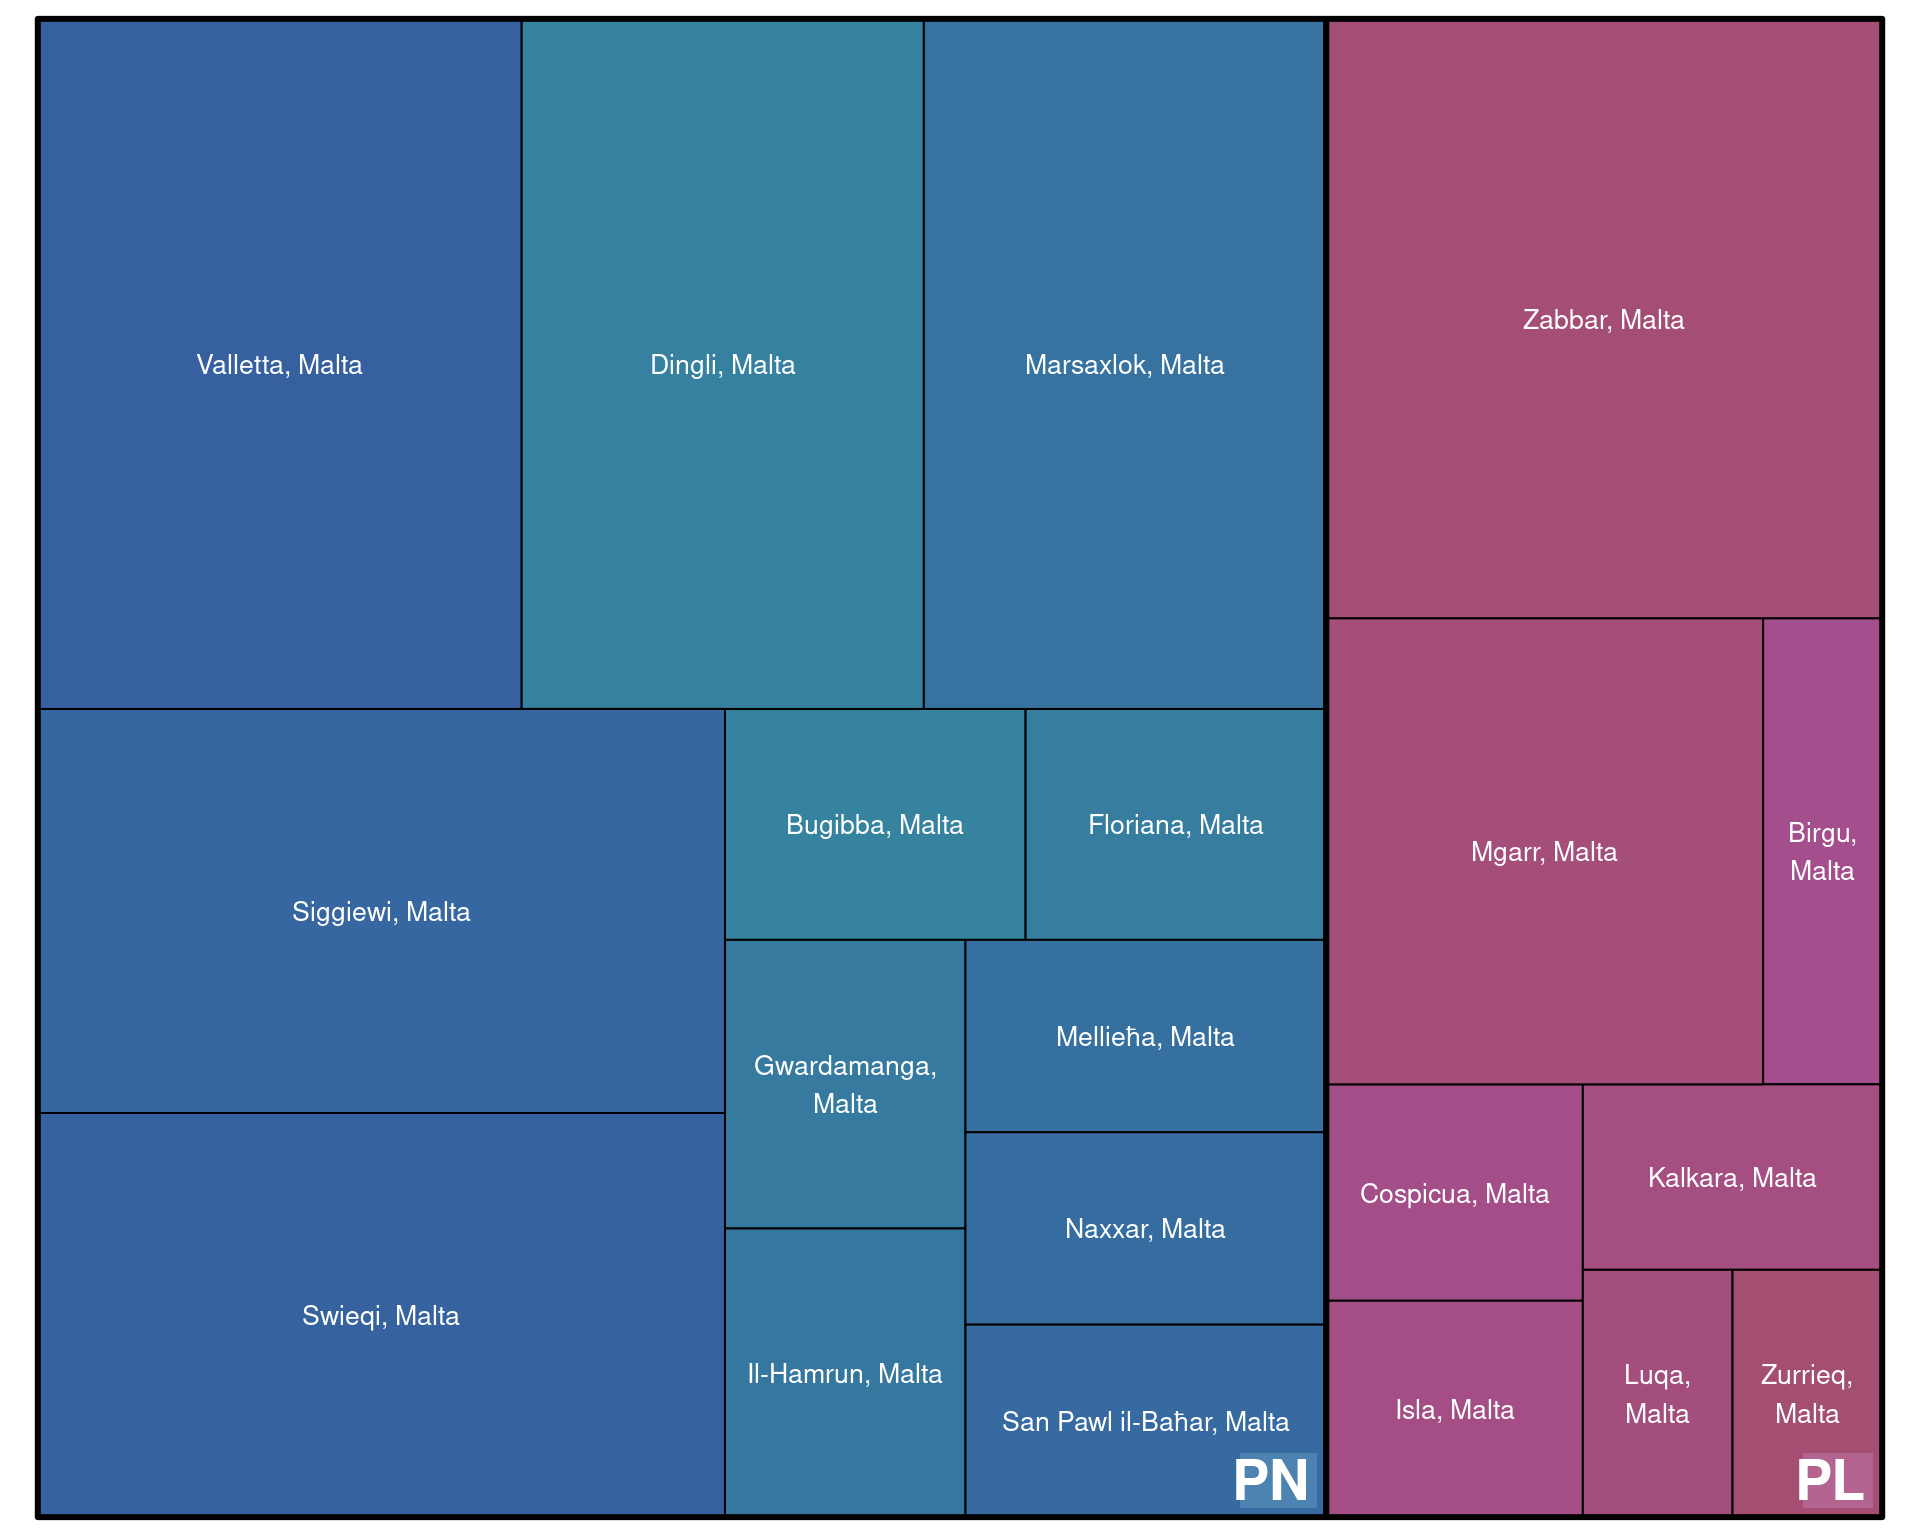 Valletta, Malta
Dingli, Malta
Marsaxlok, Malta
Zabbar, Malta
Siggiewi, Malta
Bugibba, Malta
Floriana, Malta
Mgarr, Malta
Birgu,
Malta
Gwardamanga,
Malta
Mellieħa, Malta
Naxxar, Malta
Cospicua, Malta
Kalkara, Malta
Swieqi, Malta
Il-Hamrun, Malta
San Pawl il-Baħar, Malta
Isla, Malta
Luqa,
Malta
Zurrieq,
Malta
PN
PL